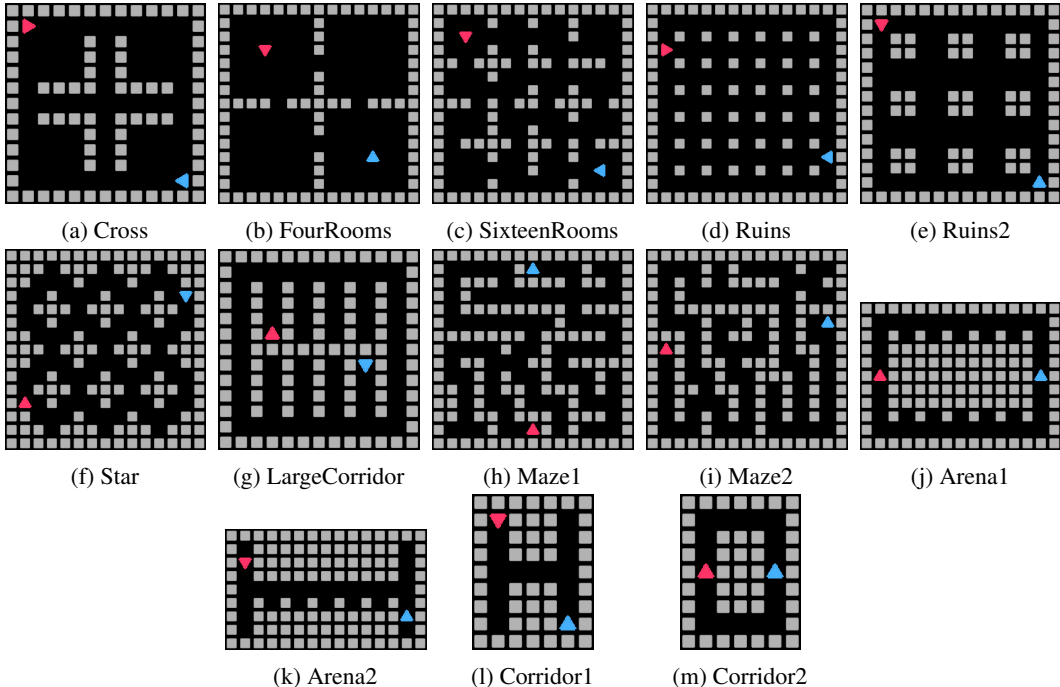 (a) Cross
(b) FourRooms
(c) SixteenRooms
(d) Ruins
(e) Ruins2
(f) Star
(g) LargeCorridor
(h) Maze1
(i) Maze2
(j) Arena1
(k) Arena2
(l) Corridor1
(m) Corridor2